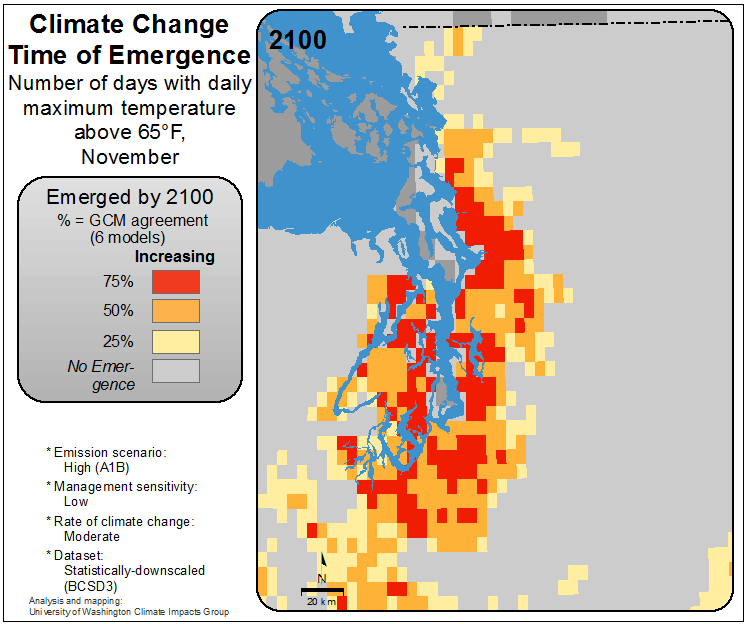 Climate Change
Time of Emergence
Number of days with daily
maximum temperature
above 65°F,
November
Emerged by 2100
% = GCM agreement
(6 models)
Increasing
75%
50%
25%
No Emer-
gence
* Emission scenario:
High (A1B)
* Management sensitivity:
Low
* Rate of climate change:
Moderate
* Dataset:
Statistically-downscaled
(BCSD3)
Analysis and mapping:
University of Washington Climate Impacts Group
2100
N
20 km